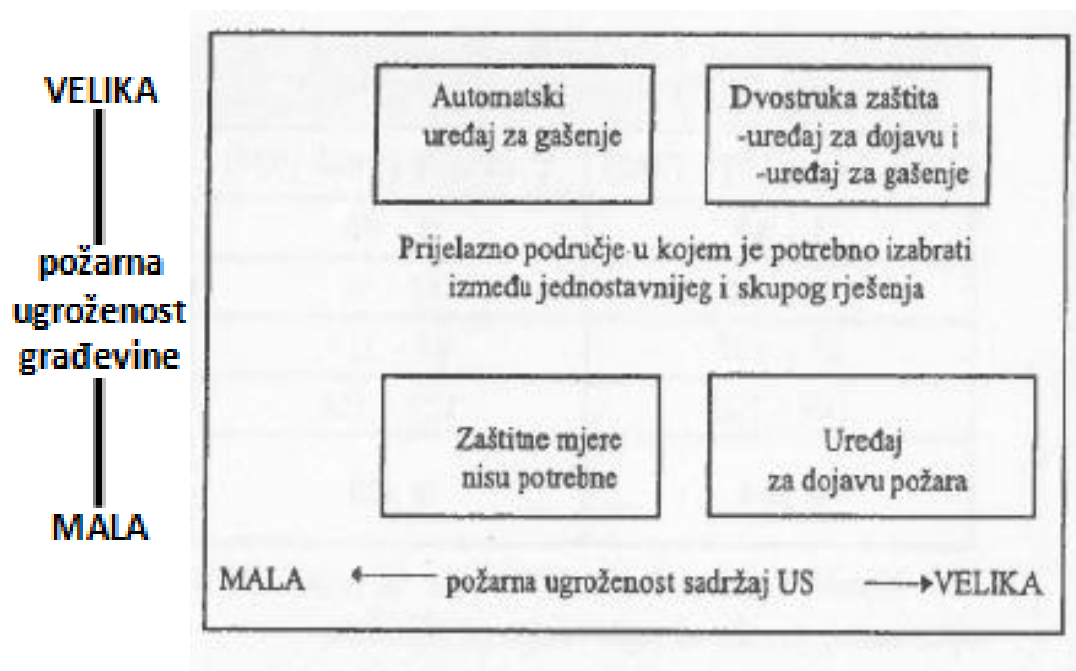 VELIKA
požarna
ugroženost
građevine
MALA
Automatski
uređaj za gašenje
Dvostruka zaštita
-uređaj za dojavu i
-uređaj za gašenje
Prijelazno područje u kojem je potrebno izabrati
između jednostavnijeg i skupog rješenja
Zaštitne mjere
nisu potrebne
Uređaj
za dojavu požara
MALA požarna ugroženost sadržaj US VELIKA